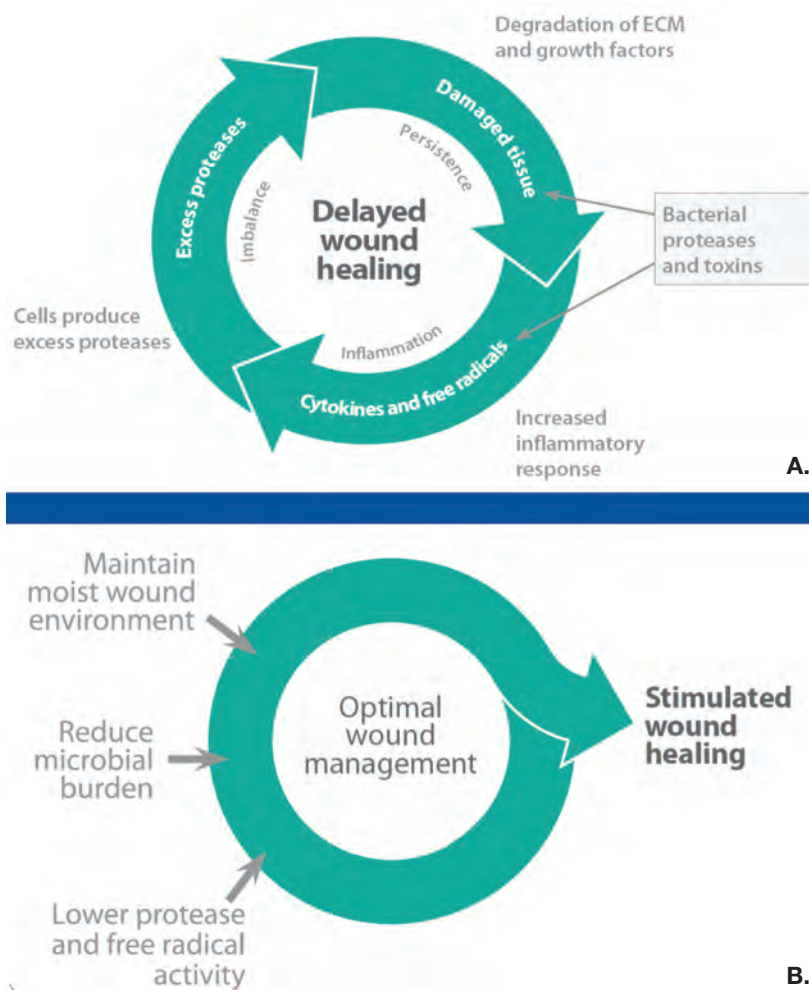 Degradation of ECM
and growth factors
Damaged tissue
Persistence
Excess proteases
Imbalance
Delayed
wound
healing
Bacterial
proteases
and toxins
Cells produce
excess proteases
Inflammation
Cytokines and free radicals
Increased
inflammatory
response
A.
Maintain
moist wound
environment
Reduce
microbial
burden
Lower protease
and free radical
activity
Optimal
wound
management
Stimulated
wound
healing
B.